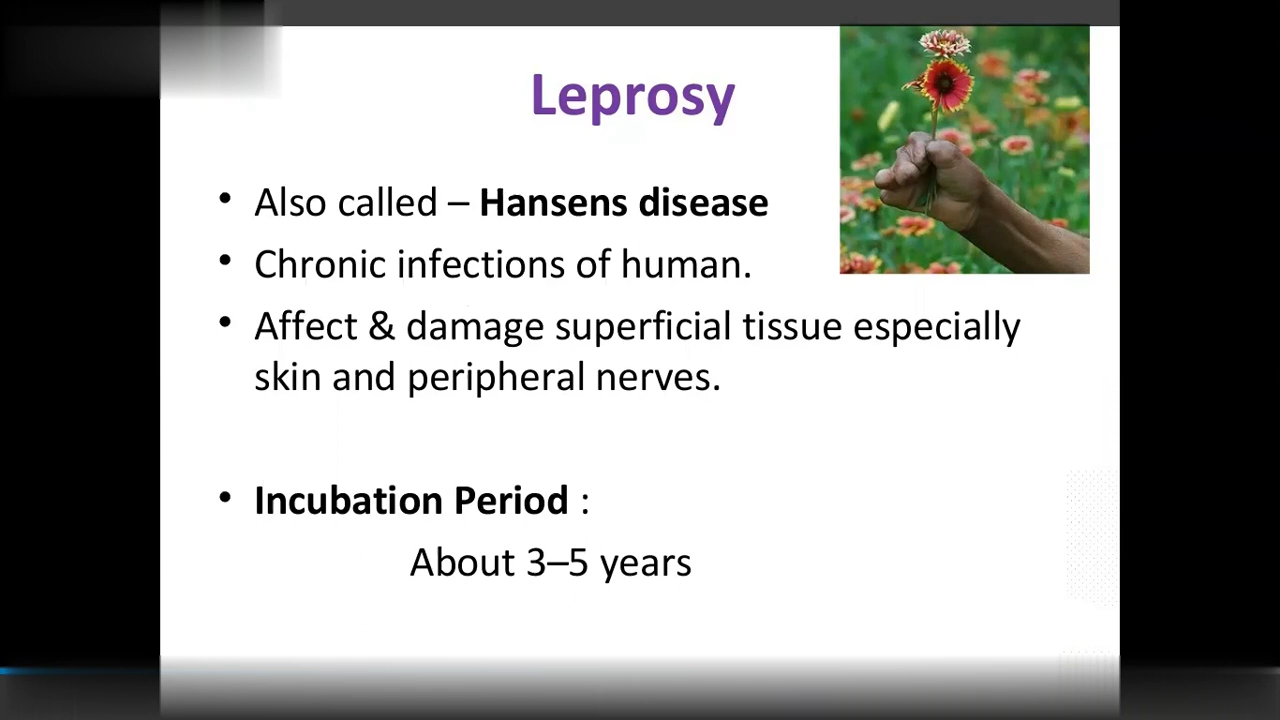 Leprosy
• Also called – Hansens disease
• Chronic infections of human.
• Affect & damage superficial tissue especially
skin and peripheral nerves.
• Incubation Period :
About 3–5 years